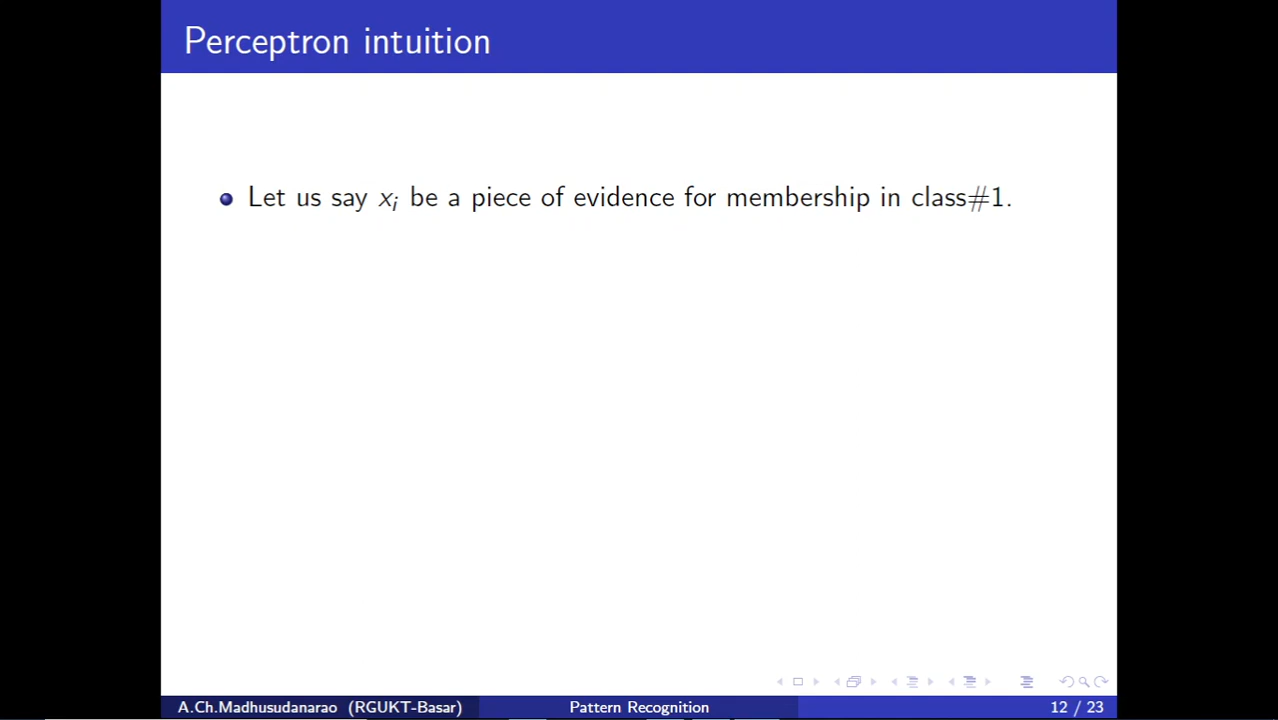 Perceptron intuition
Let us say xᵢ be a piece of evidence for membership in class#1.
A.Ch.Madhusudanarao (RGUKT-Basar) Pattern Recognition 12 / 23